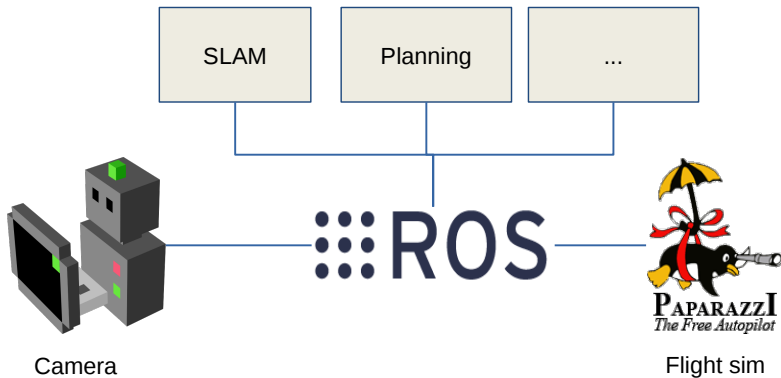 SLAM
Planning
...
ROS
PAPARAZZI
The Free Autopilot
Camera
Flight sim